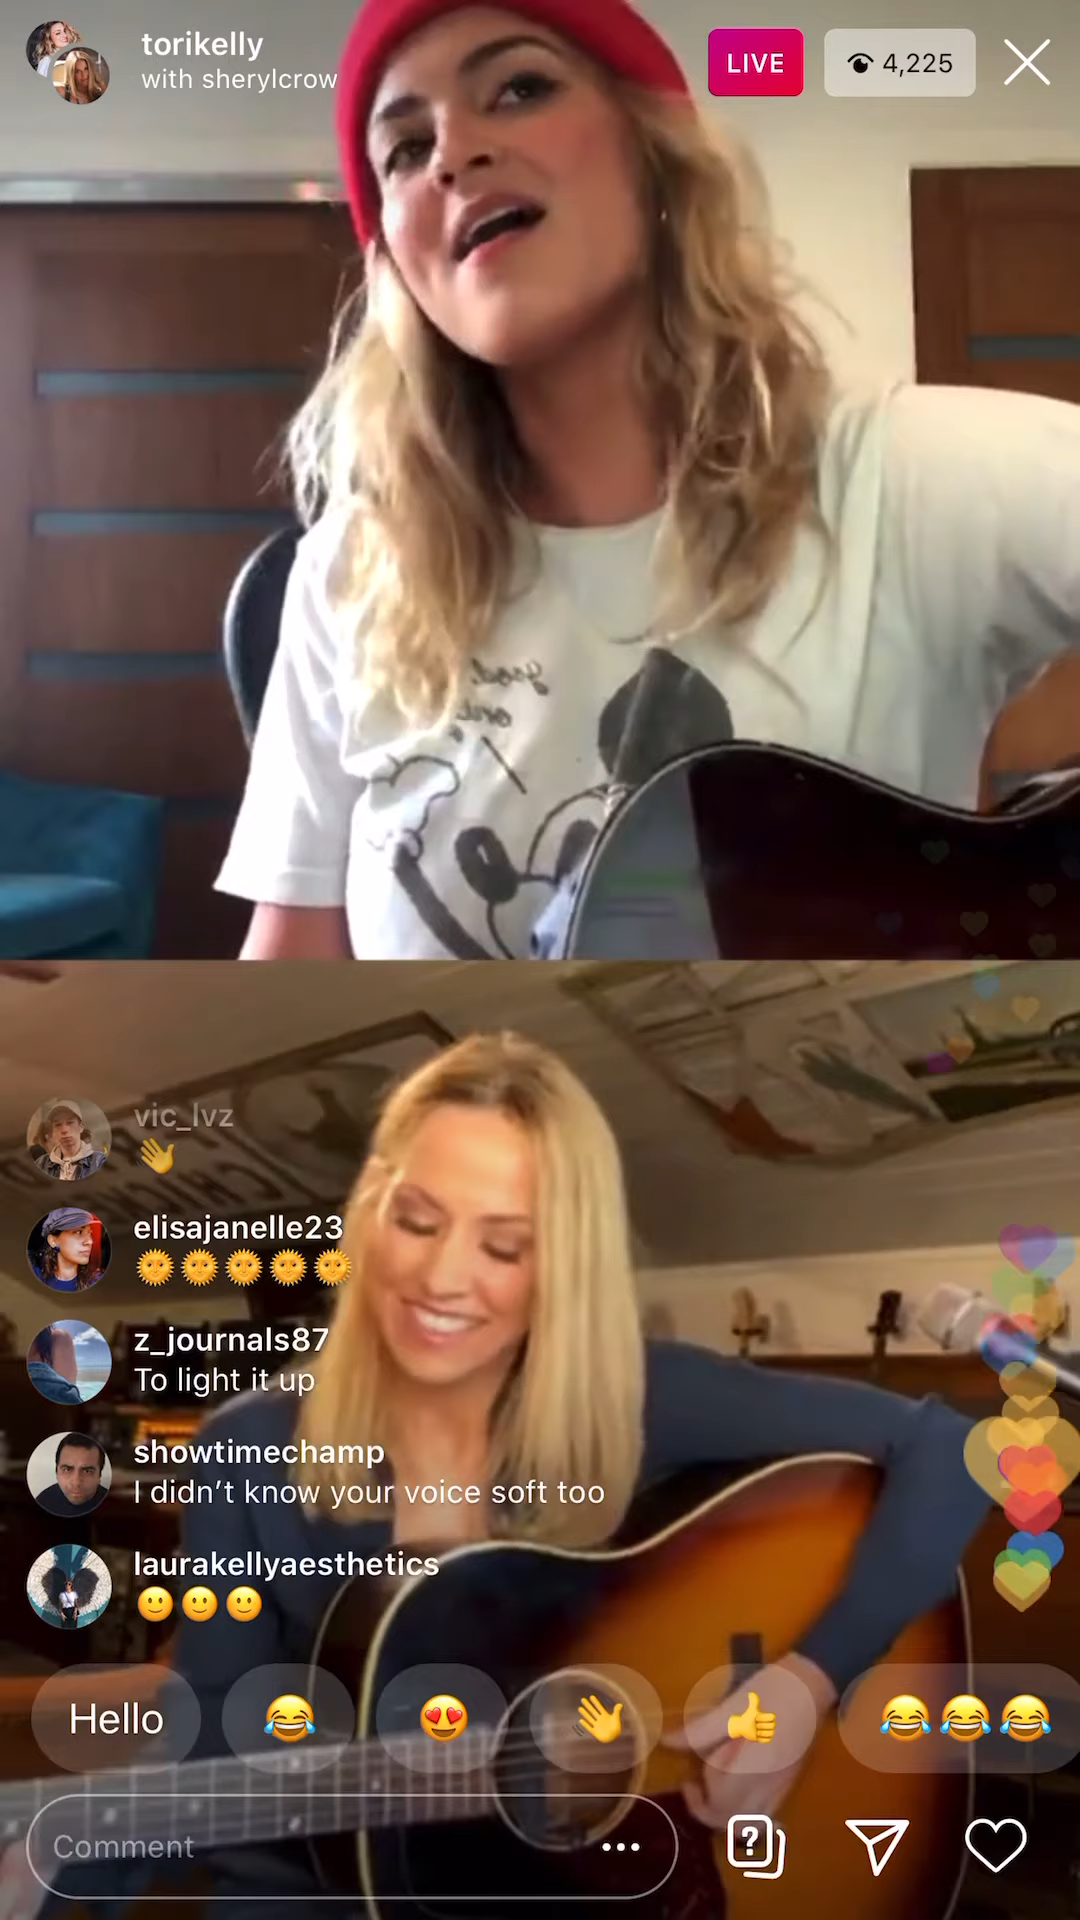 torikelly
with sherylcrow
LIVE
4,225
good.
vic_lvz
👋
elisajanelle23
🌞🌞🌞🌞🌞
z_journals87
To light it up
showtimechamp
I didn’t know your voice soft too
laurakellyaesthetics
🙂🙂🙂
Hello 😂 😍 👋 👍 😂😂😂
Comment